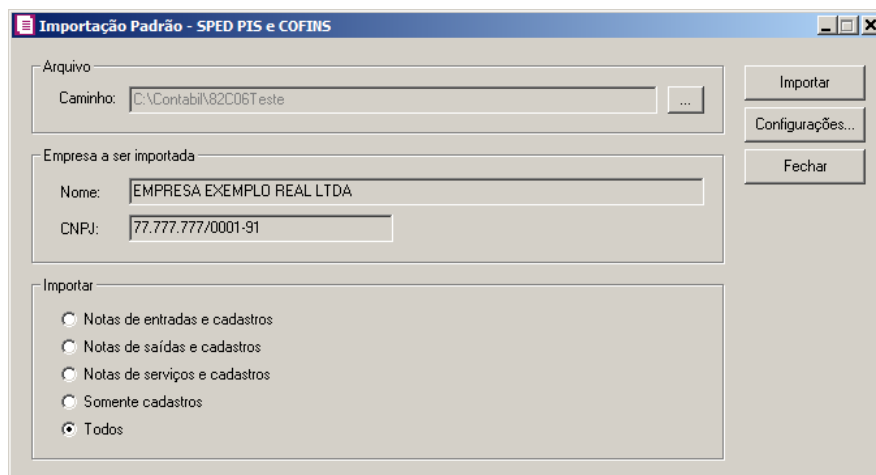 Importação Padrão - SPED PIS e COFINS
Arquivo
Caminho: C:\Contabil\82C06Teste ...
Importar
Configurações...
Fechar
Empresa a ser importada
Nome: EMPRESA EXEMPLO REAL LTDA
CNPJ: 77.777.777/0001-91
Importar
Notas de entradas e cadastros
Notas de saídas e cadastros
Notas de serviços e cadastros
Somente cadastros
Todos